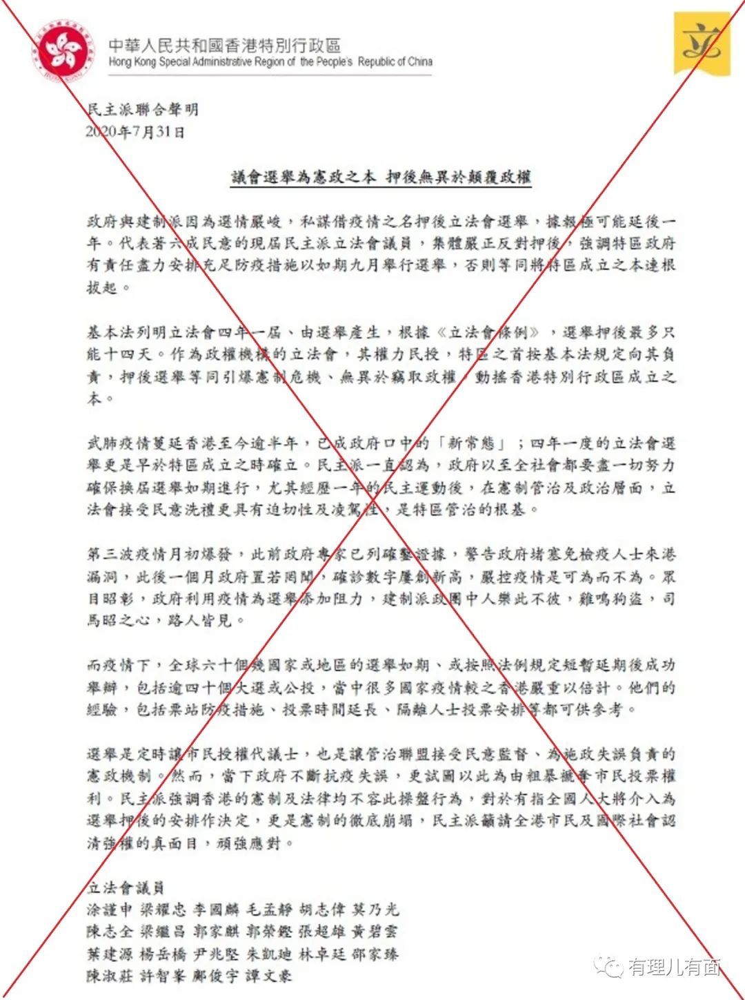 中華人民共和國香港特別行政區
Hong Kong Special Administrative Region of the People's Republic of China
立
民主派聯合聲明
2020年7月31日
議會選舉為憲政之本 押後無異於顛覆政權
政府與建制派因為選情嚴峻，私謀借疫情之名押後立法會選舉，據報極可能延後一
年。代表著六成民意的現屆民主派立法會議員，集體嚴正反對押後，強調特區政府
有責任盡力安排充足防疫措施以如期九月舉行選舉，否則等同將特區成立之本連根
拔起。
基本法列明立法會四年一屆、由選舉產生，根據《立法會條例》，選舉押後最多只
能十四天。作為政權機構的立法會，其權力民授，特區之首按基本法規定向其負
責，押後選舉等同引爆憲制危機、無異於竊取政權，動搖香港特別行政區成立之
本。
武肺疫情蔓延香港至今逾半年，已成政府口中的「新常態」；四年一度的立法會選
舉更是早於特區成立之時確立。民主派一直認為，政府以至全社會都要盡一切努力
確保換屆選舉如期進行，尤其經歷一年的民主運動後，在憲制管治及政治層面，立
法會接受民意洗禮更具有迫切性及凌駕性，是特區管治的根基。
第三波疫情月初爆發，此前政府專家已列確鑿證據，警告政府堵塞免檢疫人士來港
漏洞，此後一個月政府置若罔聞，確診數字屢創新高，嚴控疫情是可為而不為。眾
目昭彰，政府利用疫情為選舉添加阻力，建制派政團中人樂此不彼，雞鳴狗盜，司
馬昭之心，路人皆見。
而疫情下，全球六十個幾國家或地區的選舉如期、或按照法例規定短暫延期後成功
舉辦，包括逾四十個大選或公投，當中很多國家疫情較之香港嚴重以倍計。他們的
經驗，包括票站防疫措施、投票時間延長、隔離人士投票安排等都可供參考。
選舉是定時讓市民授權代議士，也是讓管治聯盟接受民意監督、為施政失誤負責的
憲政機制。然而，當下政府不斷抗疫失誤，更試圖以此為由粗暴褫奪市民投票權
利。民主派強調香港的憲制及法律均不容此操盤行為，對於有指全國人大將介入為
選舉押後的安排作決定，更是憲制的徹底崩塌，民主派籲請全港市民及國際社會認
清強權的真面目，頑強應對。
立法會議員
涂謹申 梁耀忠 李國麟 毛孟靜 胡志偉 莫乃光
陳志全 梁繼昌 郭家麒 郭榮鏗 張超雄 黃碧雲
葉建源 楊岳橋 尹兆堅 朱凱廸 林卓廷 邵家臻
陳淑莊 許智峯 鄺俊宇 譚文豪
有理儿有面